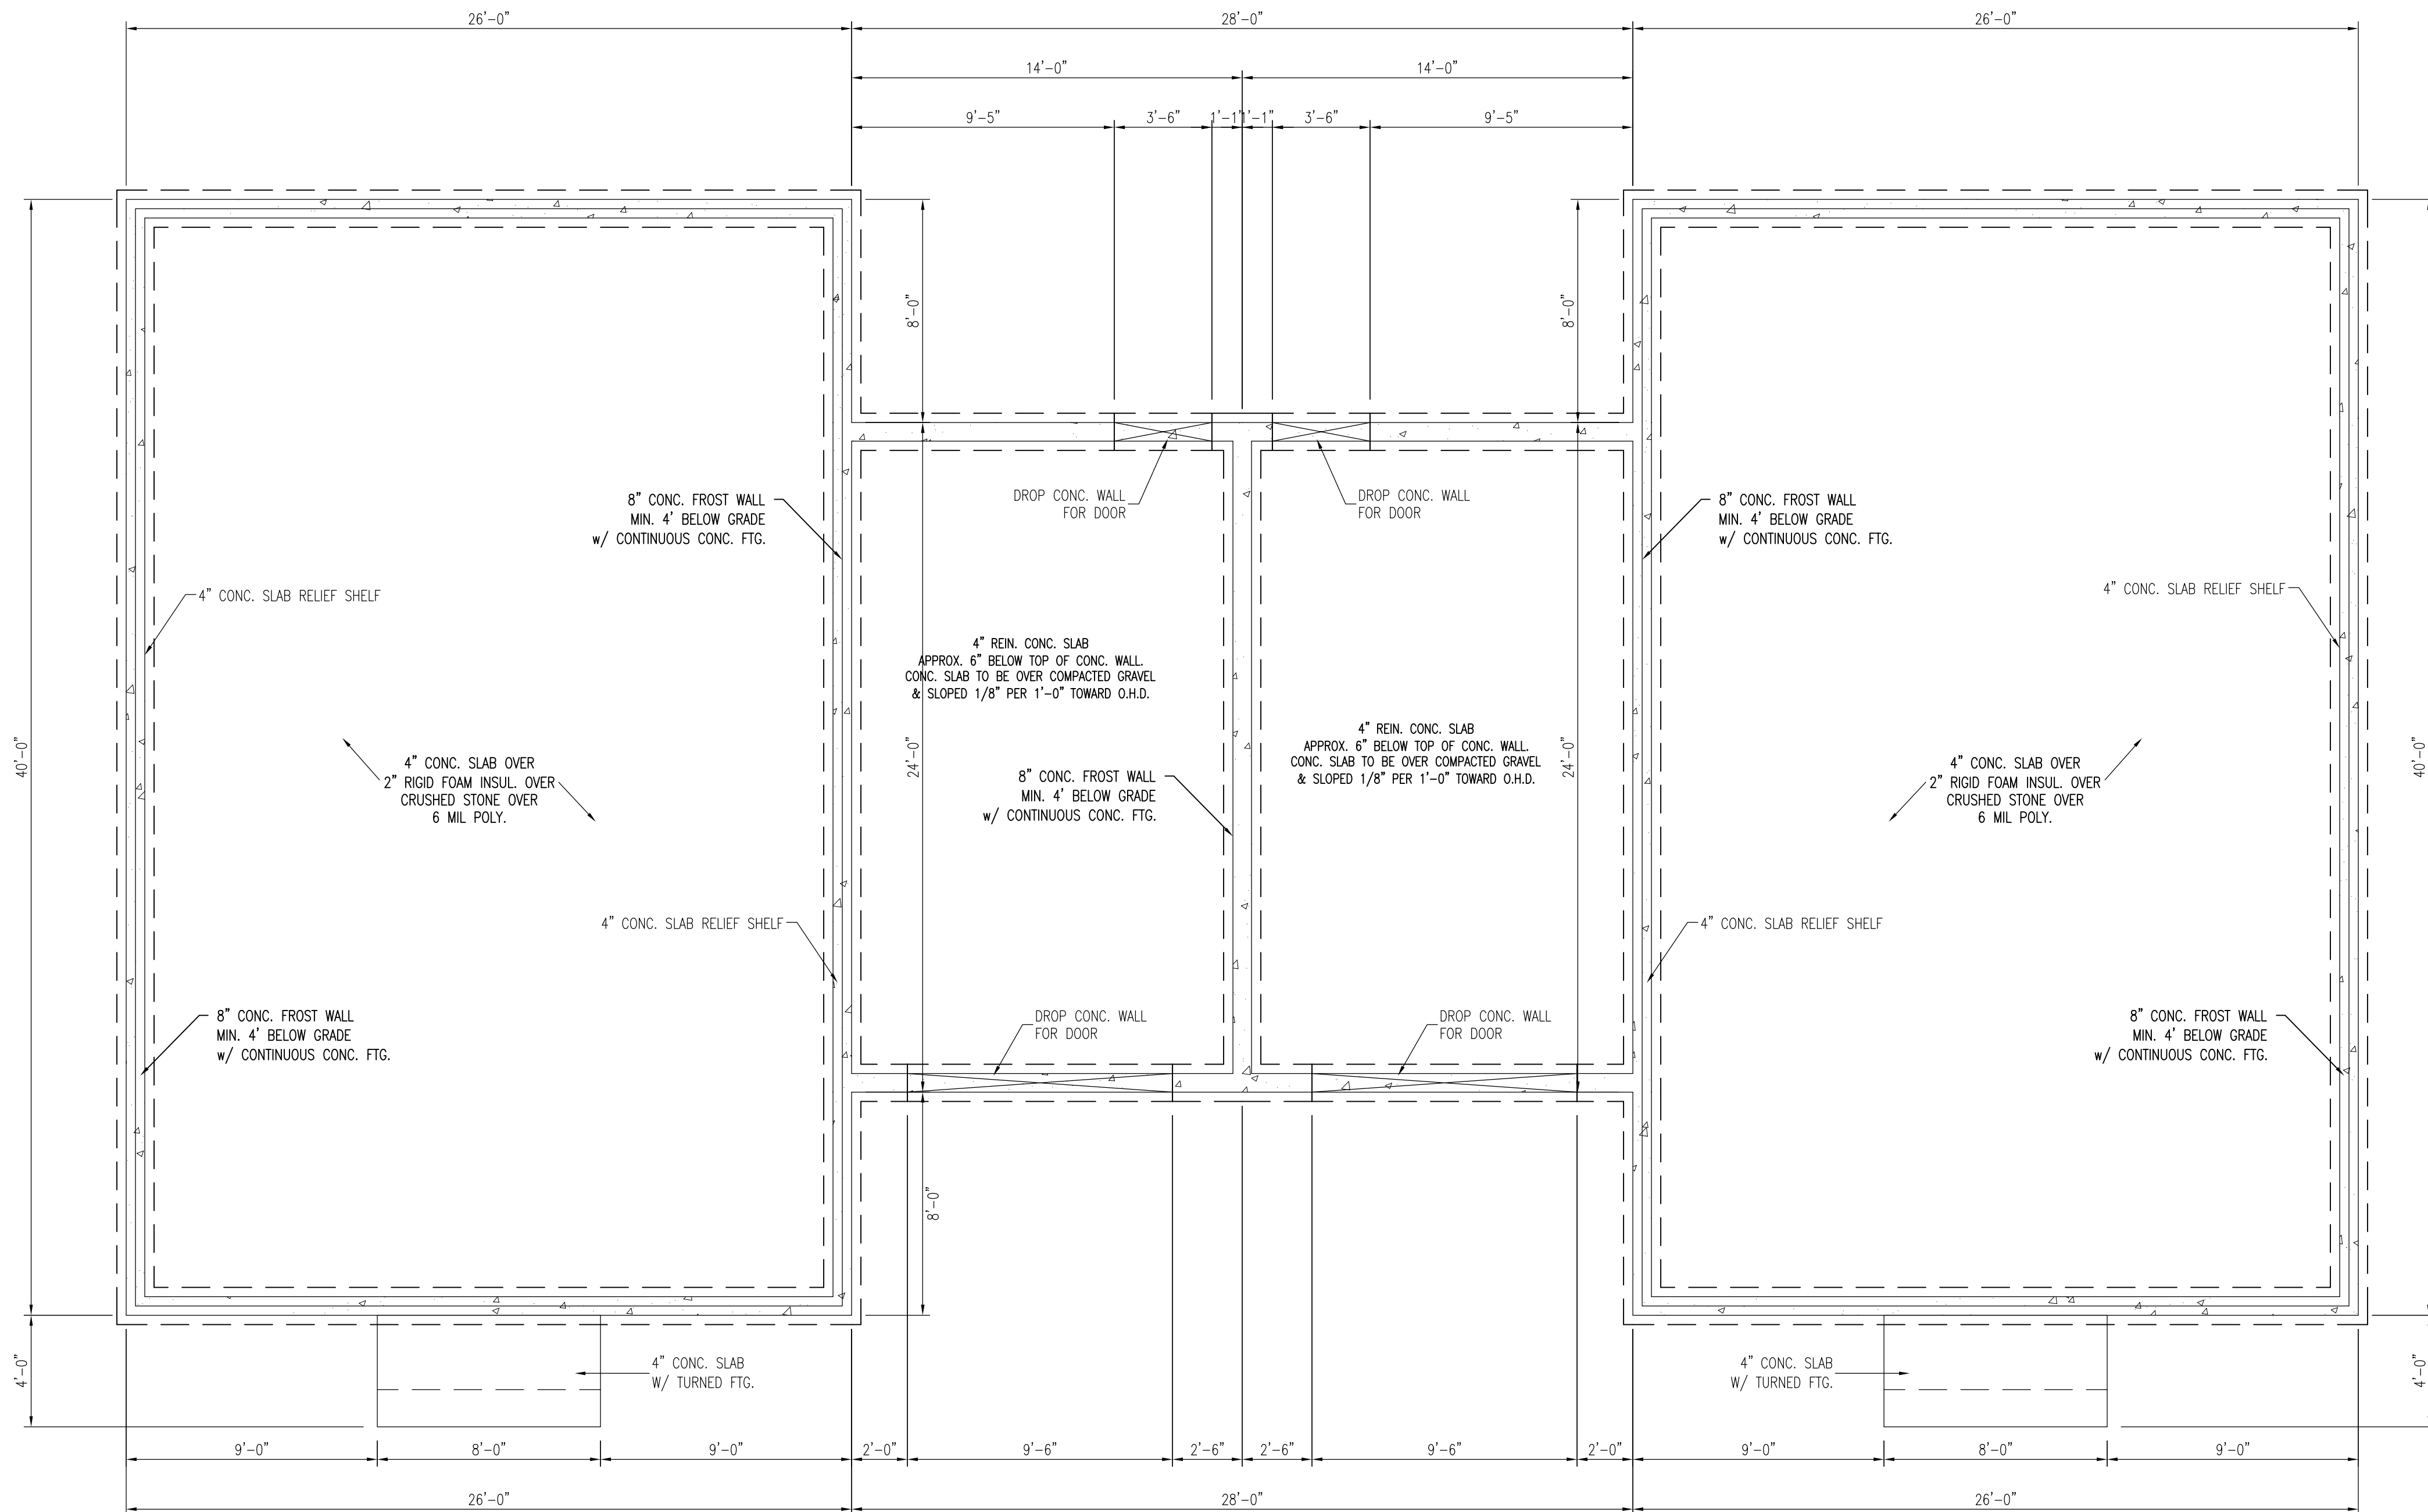 26'-0"
28'-0"
26'-0"
14'-0"
14'-0"
9'-5"
3'-6"
1'-1"
1'-1"
3'-6"
9'-5"
8'-0"
8'-0"
DROP CONC. WALL
FOR DOOR
DROP CONC. WALL
FOR DOOR
8" CONC. FROST WALL
MIN. 4' BELOW GRADE
w/ CONTINUOUS CONC. FTG.
8" CONC. FROST WALL
MIN. 4' BELOW GRADE
w/ CONTINUOUS CONC. FTG.
4" CONC. SLAB RELIEF SHELF
4" CONC. SLAB RELIEF SHELF
4" REIN. CONC. SLAB
APPROX. 6" BELOW TOP OF CONC. WALL.
CONC. SLAB TO BE OVER COMPACTED GRAVEL
& SLOPED 1/8" PER 1'-0" TOWARD O.H.D.
4" REIN. CONC. SLAB
APPROX. 6" BELOW TOP OF CONC. WALL.
CONC. SLAB TO BE OVER COMPACTED GRAVEL
& SLOPED 1/8" PER 1'-0" TOWARD O.H.D.
40'-0"
4" CONC. SLAB OVER
2" RIGID FOAM INSUL. OVER
CRUSHED STONE OVER
6 MIL POLY.
24'-0"
8" CONC. FROST WALL
MIN. 4' BELOW GRADE
w/ CONTINUOUS CONC. FTG.
24'-0"
4" CONC. SLAB OVER
2" RIGID FOAM INSUL. OVER
CRUSHED STONE OVER
6 MIL POLY.
40'-0"
4" CONC. SLAB RELIEF SHELF
4" CONC. SLAB RELIEF SHELF
8" CONC. FROST WALL
MIN. 4' BELOW GRADE
w/ CONTINUOUS CONC. FTG.
DROP CONC. WALL
FOR DOOR
DROP CONC. WALL
FOR DOOR
8" CONC. FROST WALL
MIN. 4' BELOW GRADE
w/ CONTINUOUS CONC. FTG.
8'-0"
4'-0"
4" CONC. SLAB
W/ TURNED FTG.
4" CONC. SLAB
W/ TURNED FTG.
4'-0"
9'-0"
8'-0"
9'-0"
2'-0"
9'-6"
2'-6"
2'-6"
9'-6"
2'-0"
9'-0"
8'-0"
9'-0"
26'-0"
28'-0"
26'-0"